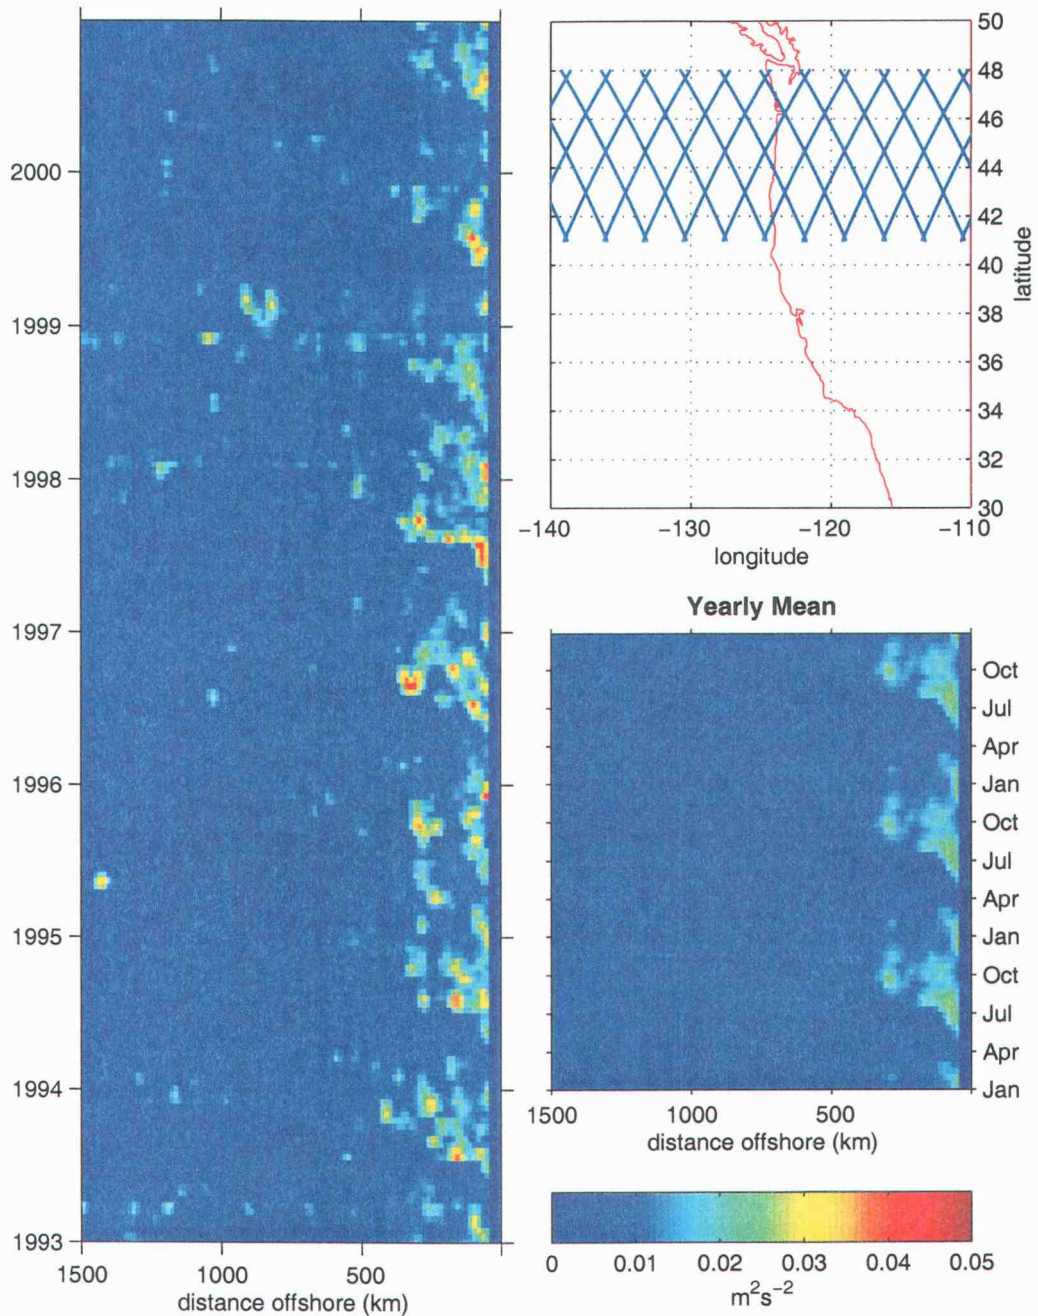 2000
1999
1998
1997
1996
1995
1994
1993
1500 1000 500
distance offshore (km)
50
48
46
44
42
40
38
36
34
32
30
latitude
−140 −130 −120 −110
longitude
Yearly Mean
Oct
Jul
Apr
Jan
Oct
Jul
Apr
Jan
Oct
Jul
Apr
Jan
1500 1000 500
distance offshore (km)
0 0.01 0.02 0.03 0.04 0.05
m²s⁻²